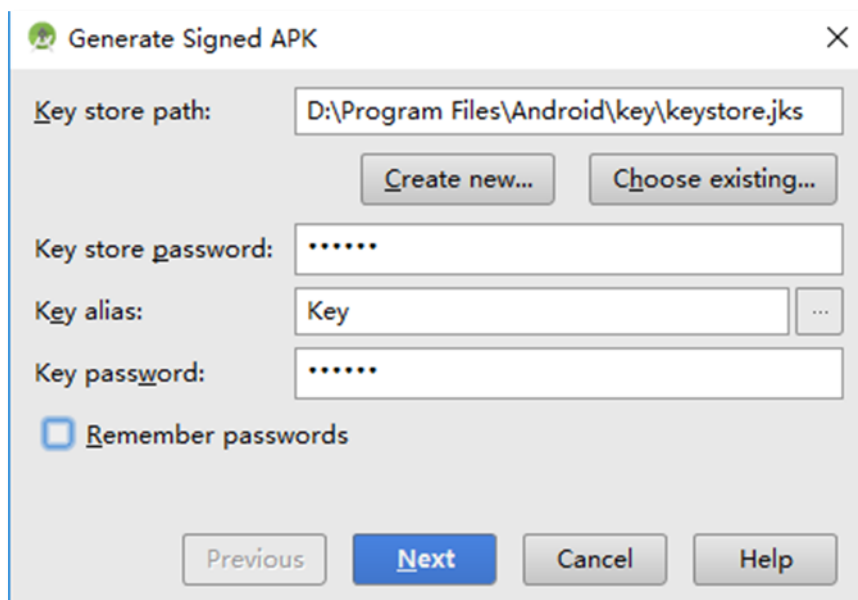 Generate Signed APK
Key store path: D:\Program Files\Android\key\keystore.jks
Create new... Choose existing...
Key store password: ••••••
Key alias: Key ...
Key password: ••••••
Remember passwords
Previous Next Cancel Help